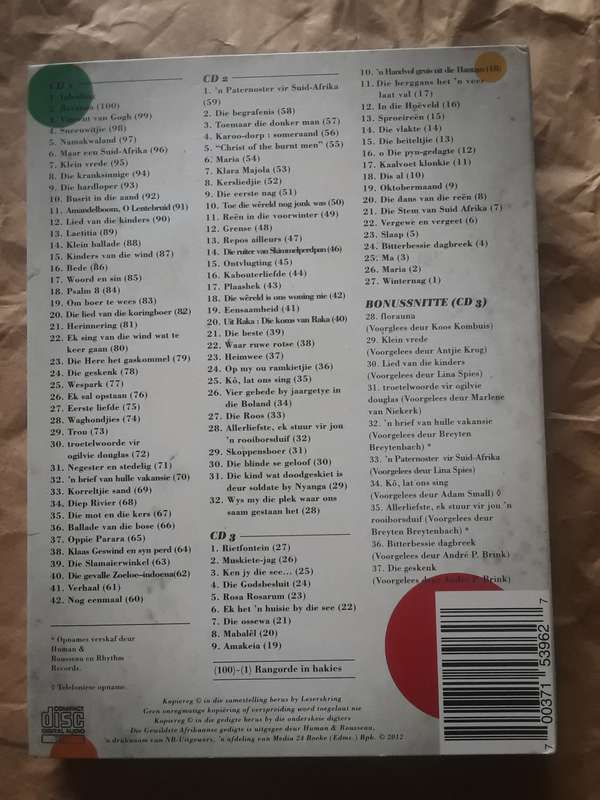 CD 1
1. Inleiding
2. (100)
3. Vincent van Gogh (99)
4. Sneeuwitjie (98)
5. Namakwaland (97)
6. Maar een Suid-Afrika (96)
7. Klein vrede (95)
8. Die kranksinnige (94)
9. Die hardloper (93)
10. Busrit in die aand (92)
11. Amandelboom, O Lentebruid (91)
12. Lied van die kinders (90)
13. Laetitia (89)
14. Klein ballade (88)
15. Kinders van die wind (87)
16. Bede (86)
17. Woord en sin (85)
18. Psalm 8 (84)
19. Om boer te wees (83)
20. Die lied van die koringboer (82)
21. Herinnering (81)
22. Ek sing van die wind wat te
keer gaan (80)
23. Die Here het gaskommel (79)
24. Die geskenk (78)
25. Wespark (77)
26. Ek sal opstaan (76)
27. Eerste liefde (75)
28. Waghondjies (74)
29. Trou (73)
30. troetelwoorde vir
ogilvie douglas (72)
31. Negester en stedelig (71)
32. 'n brief van hulle vakansie (70)
33. Korreltjie sand (69)
34. Diep Rivier (68)
35. Die mot en die kers (67)
36. Ballade van die bose (66)
37. Oppie Parara (65)
38. Klaas Geswind en syn perd (64)
39. Die Slamaierwinkel (63)
40. Die gevalle Zoeloe-indoena(62)
41. Verhaal (61)
42. Nog eenmaal (60)
* Opnames verskaf deur
Human &
Rousseau en Rhythm
Records.
◊ Telefoniese opname.
COMPACT
disc
DIGITAL AUDIO
CD 2
1. 'n Paternoster vir Suid-Afrika
(59)
2. Die begrafenis (58)
3. Toemaar die donker man (57)
4. Karoo-dorp : someraand (56)
5. "Christ of the burnt men" (55)
6. Maria (54)
7. Klara Majola (53)
8. Kersliedjie (52)
9. Die eerste nag (51)
10. Toe die wêreld nog jonk was (50)
11. Reën in die voorwinter (49)
12. Grense (48)
13. Repos ailleurs (47)
14. Die ruiter van Skimmelperdpan (46)
15. Ontvlugting (45)
16. Kabouterliefde (44)
17. Plaashek (43)
18. Die wêreld is ons woning nie (42)
19. Eensaamheid (41)
20. Uit Raka : Die koms van Raka (40)
21. Die beste (39)
22. Waar ruwe rotse (38)
23. Heimwee (37)
24. Op my ou ramkietjie (36)
25. Kô, lat ons sing (35)
26. Vier gebede by jaargetye in
die Boland (34)
27. Die Roos (33)
28. Allerliefste, ek stuur vir jou
'n rooiborsduif (32)
29. Skoppensboer (31)
30. Die blinde se geloof (30)
31. Die kind wat doodgeskiet is
deur soldate by Nyanga (29)
32. Wys my die plek waar ons
saam gestaan het (28)
CD 3
1. Rietfontein (27)
2. Muskiete-jag (26)
3. Ken jy die see... (25)
4. Die Godsbesluit (24)
5. Rosa Rosarum (23)
6. Ek het 'n huisie by die see (22)
7. Die ossewa (21)
8. Mabalêl (20)
9. Amakeia (19)
(100)-(1) Rangorde in hakies
10. 'n Handvol gruis uit die Hantam (18)
11. Die berggans het 'n veer
laat val (17)
12. In die Hoëveld (16)
13. Sproeireën (15)
14. Die vlakte (14)
15. Die beiteltjie (13)
16. o Die pyn-gedagte (12)
17. Kaalvoet klonkie (11)
18. Dis al (10)
19. Oktobermaand (9)
20. Die dans van die reën (8)
21. Die Stem van Suid Afrika (7)
22. Vergewe en vergeet (6)
23. Slaap (5)
24. Bitterbessie dagbreek (4)
25. Ma (3)
26. Maria (2)
27. Winternag (1)
BONUSSNITTE (CD 3)
28. florauna
(Voorgelees deur Koos Kombuis)
29. Klein vrede
(Voorgelees deur Antjie Krog)
30. Lied van die kinders
(Voorgelees deur Lina Spies)
31. troetelwoorde vir ogilvie
douglas (Voorgelees deur Marlene
van Niekerk)
32. 'n brief van hulle vakansie
(Voorgelees deur Breyten
Breytenbach) *
33. 'n Paternoster vir Suid-Afrika
(Voorgelees deur Lina Spies)
34. Kô, lat ons sing
(Voorgelees deur Adam Small) ◊
35. Allerliefste, ek stuur vir jou 'n
rooiborsduif (Voorgelees deur
Breyten Breytenbach) *
36. Bitterbessie dagbreek
(Voorgelees deur André P. Brink)
37. Die geskenk
(Voorgelees deur André P. Brink)
Kopiereg © in die samestelling berus by Leserskring
Geen onregmatige kopiëring of verspreiding word toegelaat nie
Kopiereg © in die gedigte berus by die onderskeie digters
Die Gewildste Afrikaanse gedigte is uitgegee deur Human & Rousseau,
'n druknaam van NB-Uitgewers, 'n afdeling van Media 24 Boeke (Edms) Bpk. © 2012
7 00371 53962 7